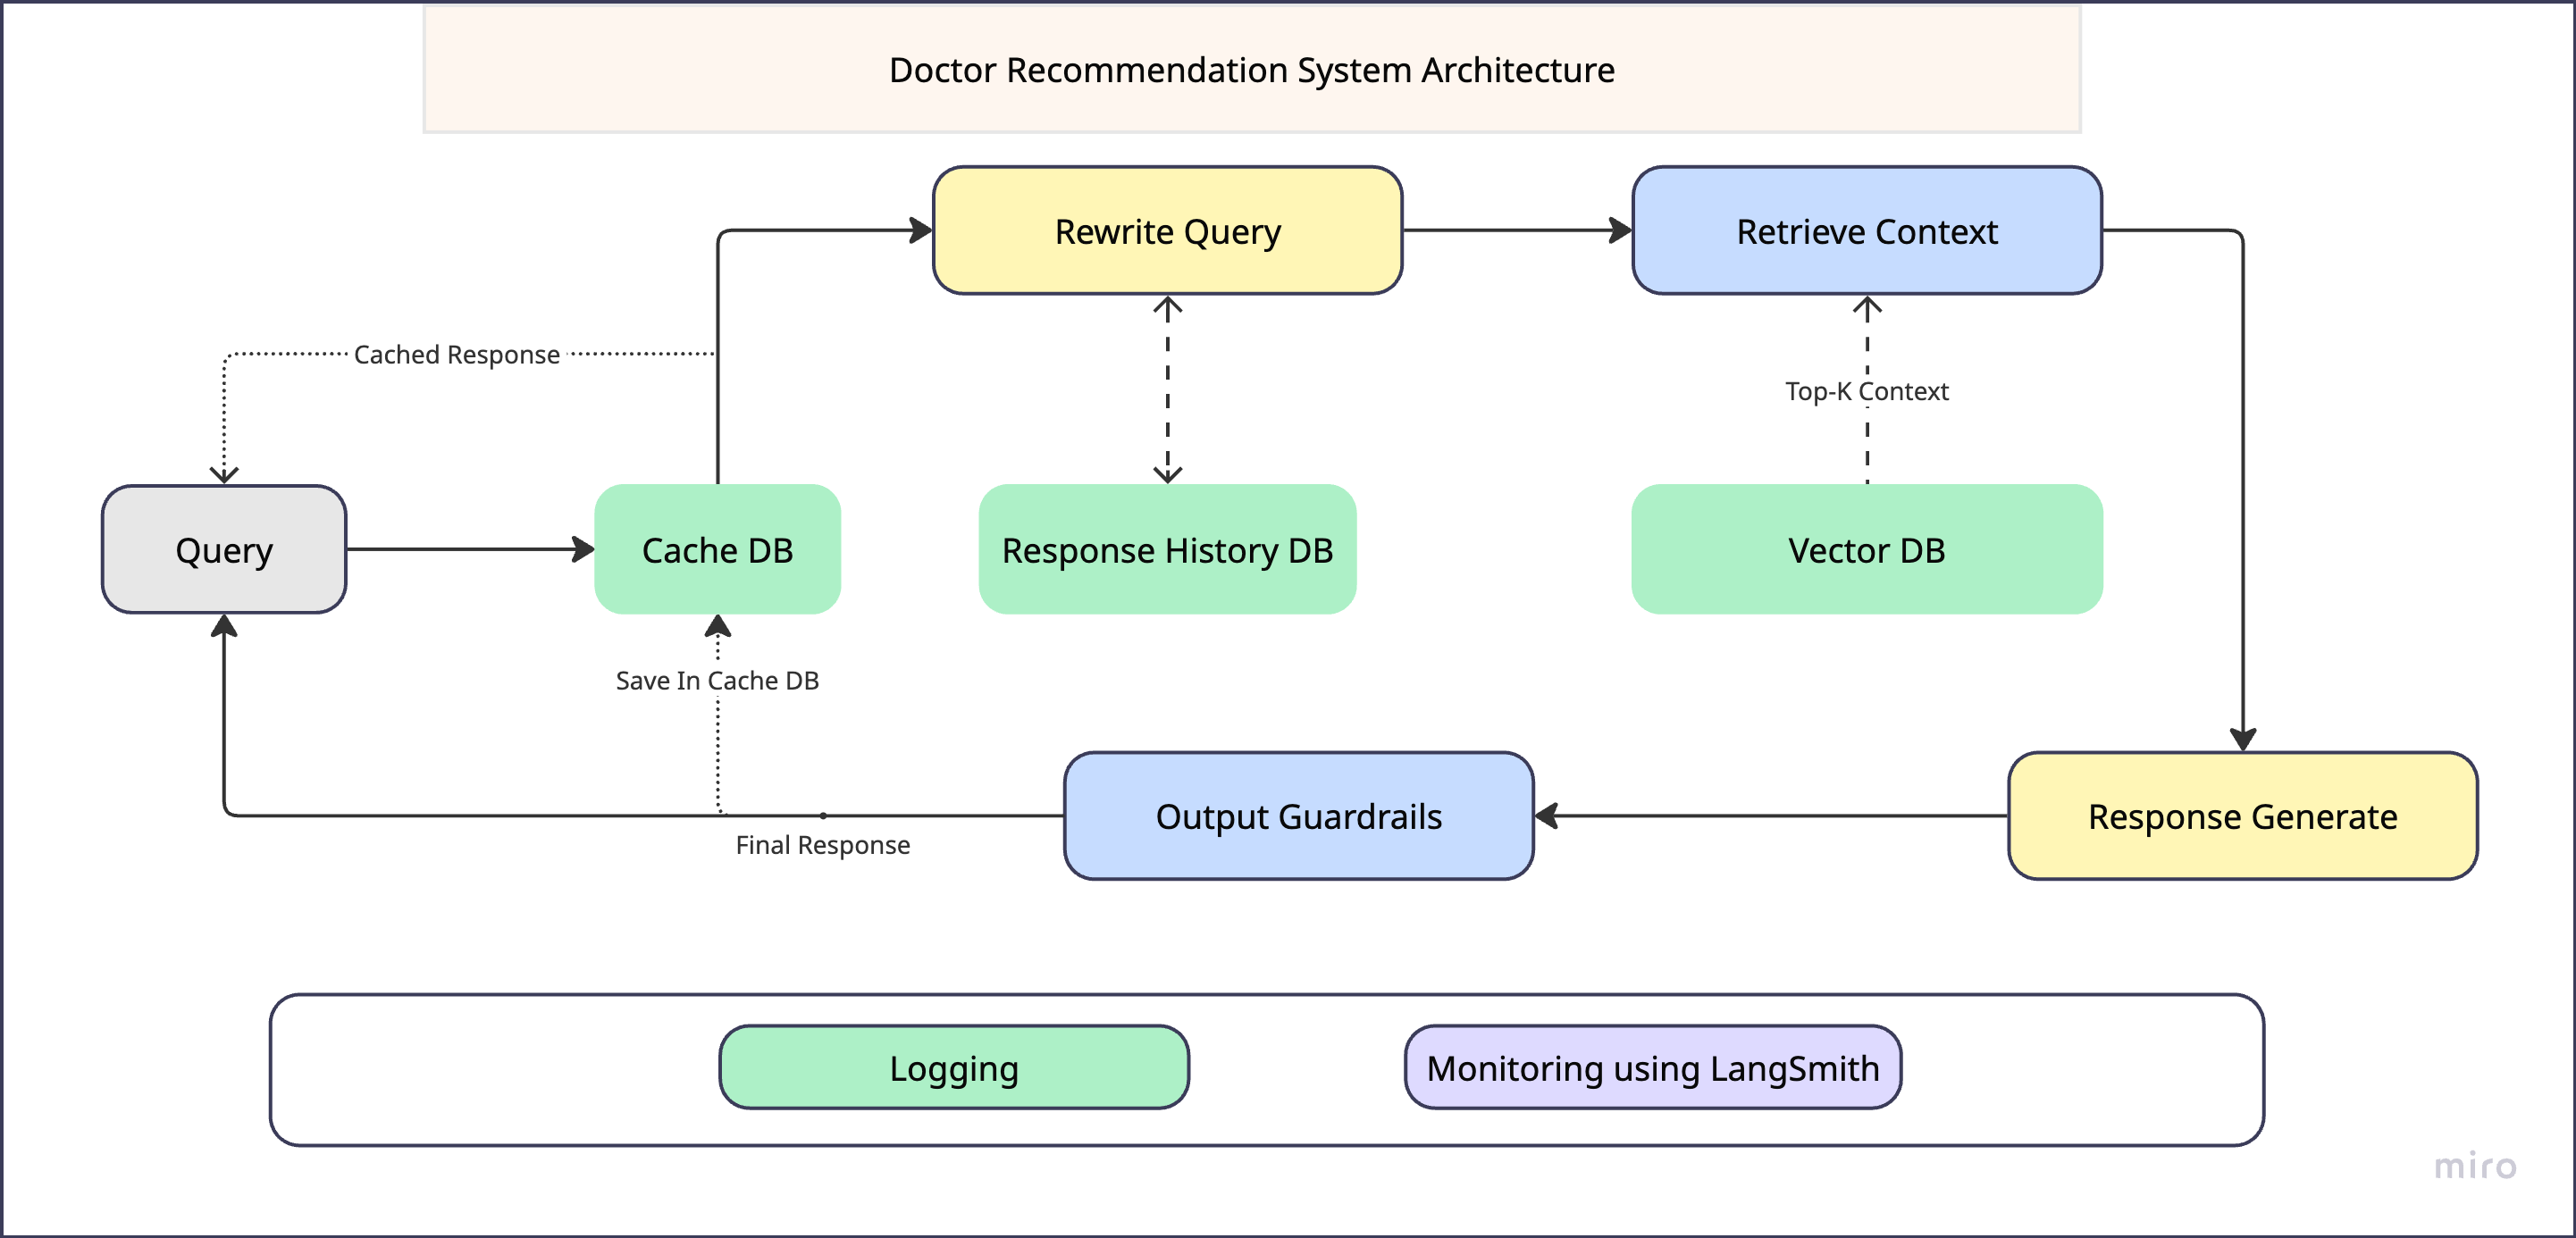 Doctor Recommendation System Architecture
Rewrite Query
Retrieve Context
Cached Response
Top-K Context
Query
Cache DB
Response History DB
Vector DB
Save In Cache DB
Output Guardrails
Response Generate
Final Response
Logging
Monitoring using LangSmith
miro